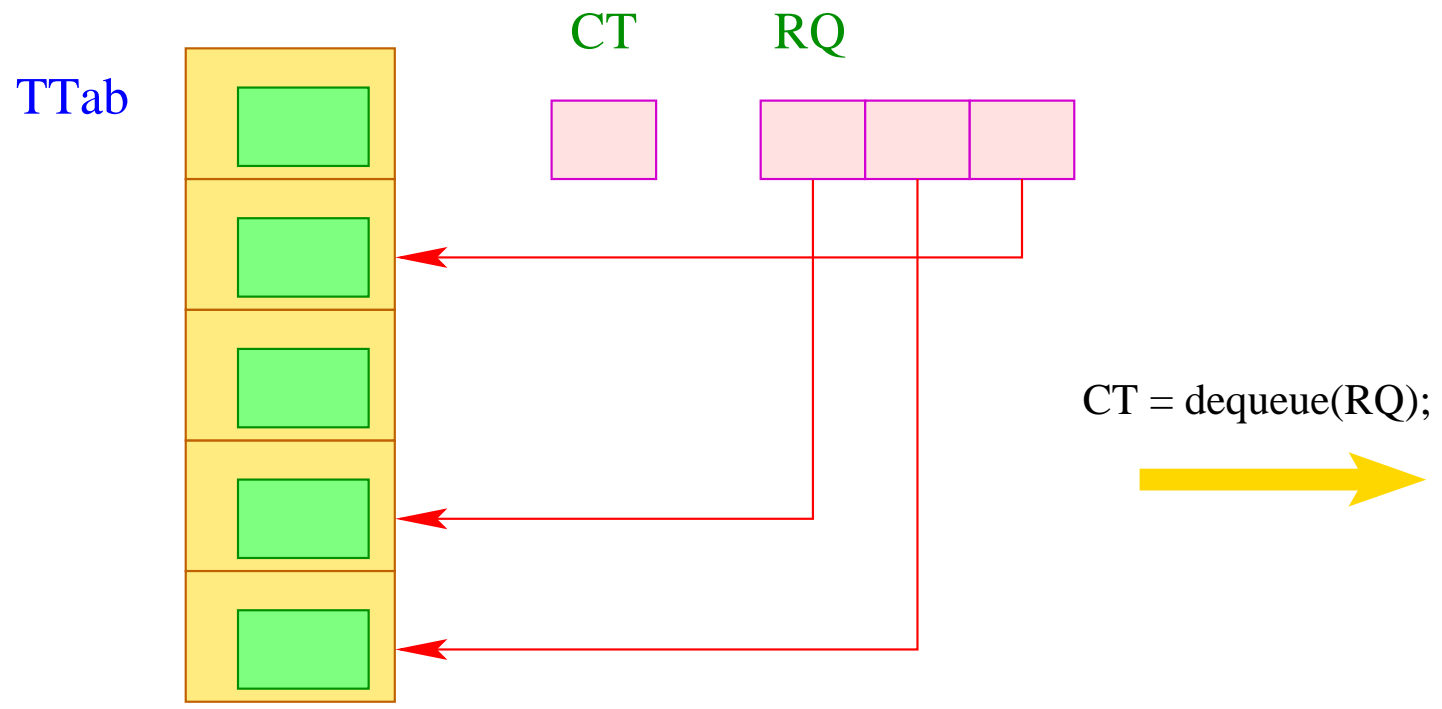 CT RQ
TTab
CT = dequeue(RQ);